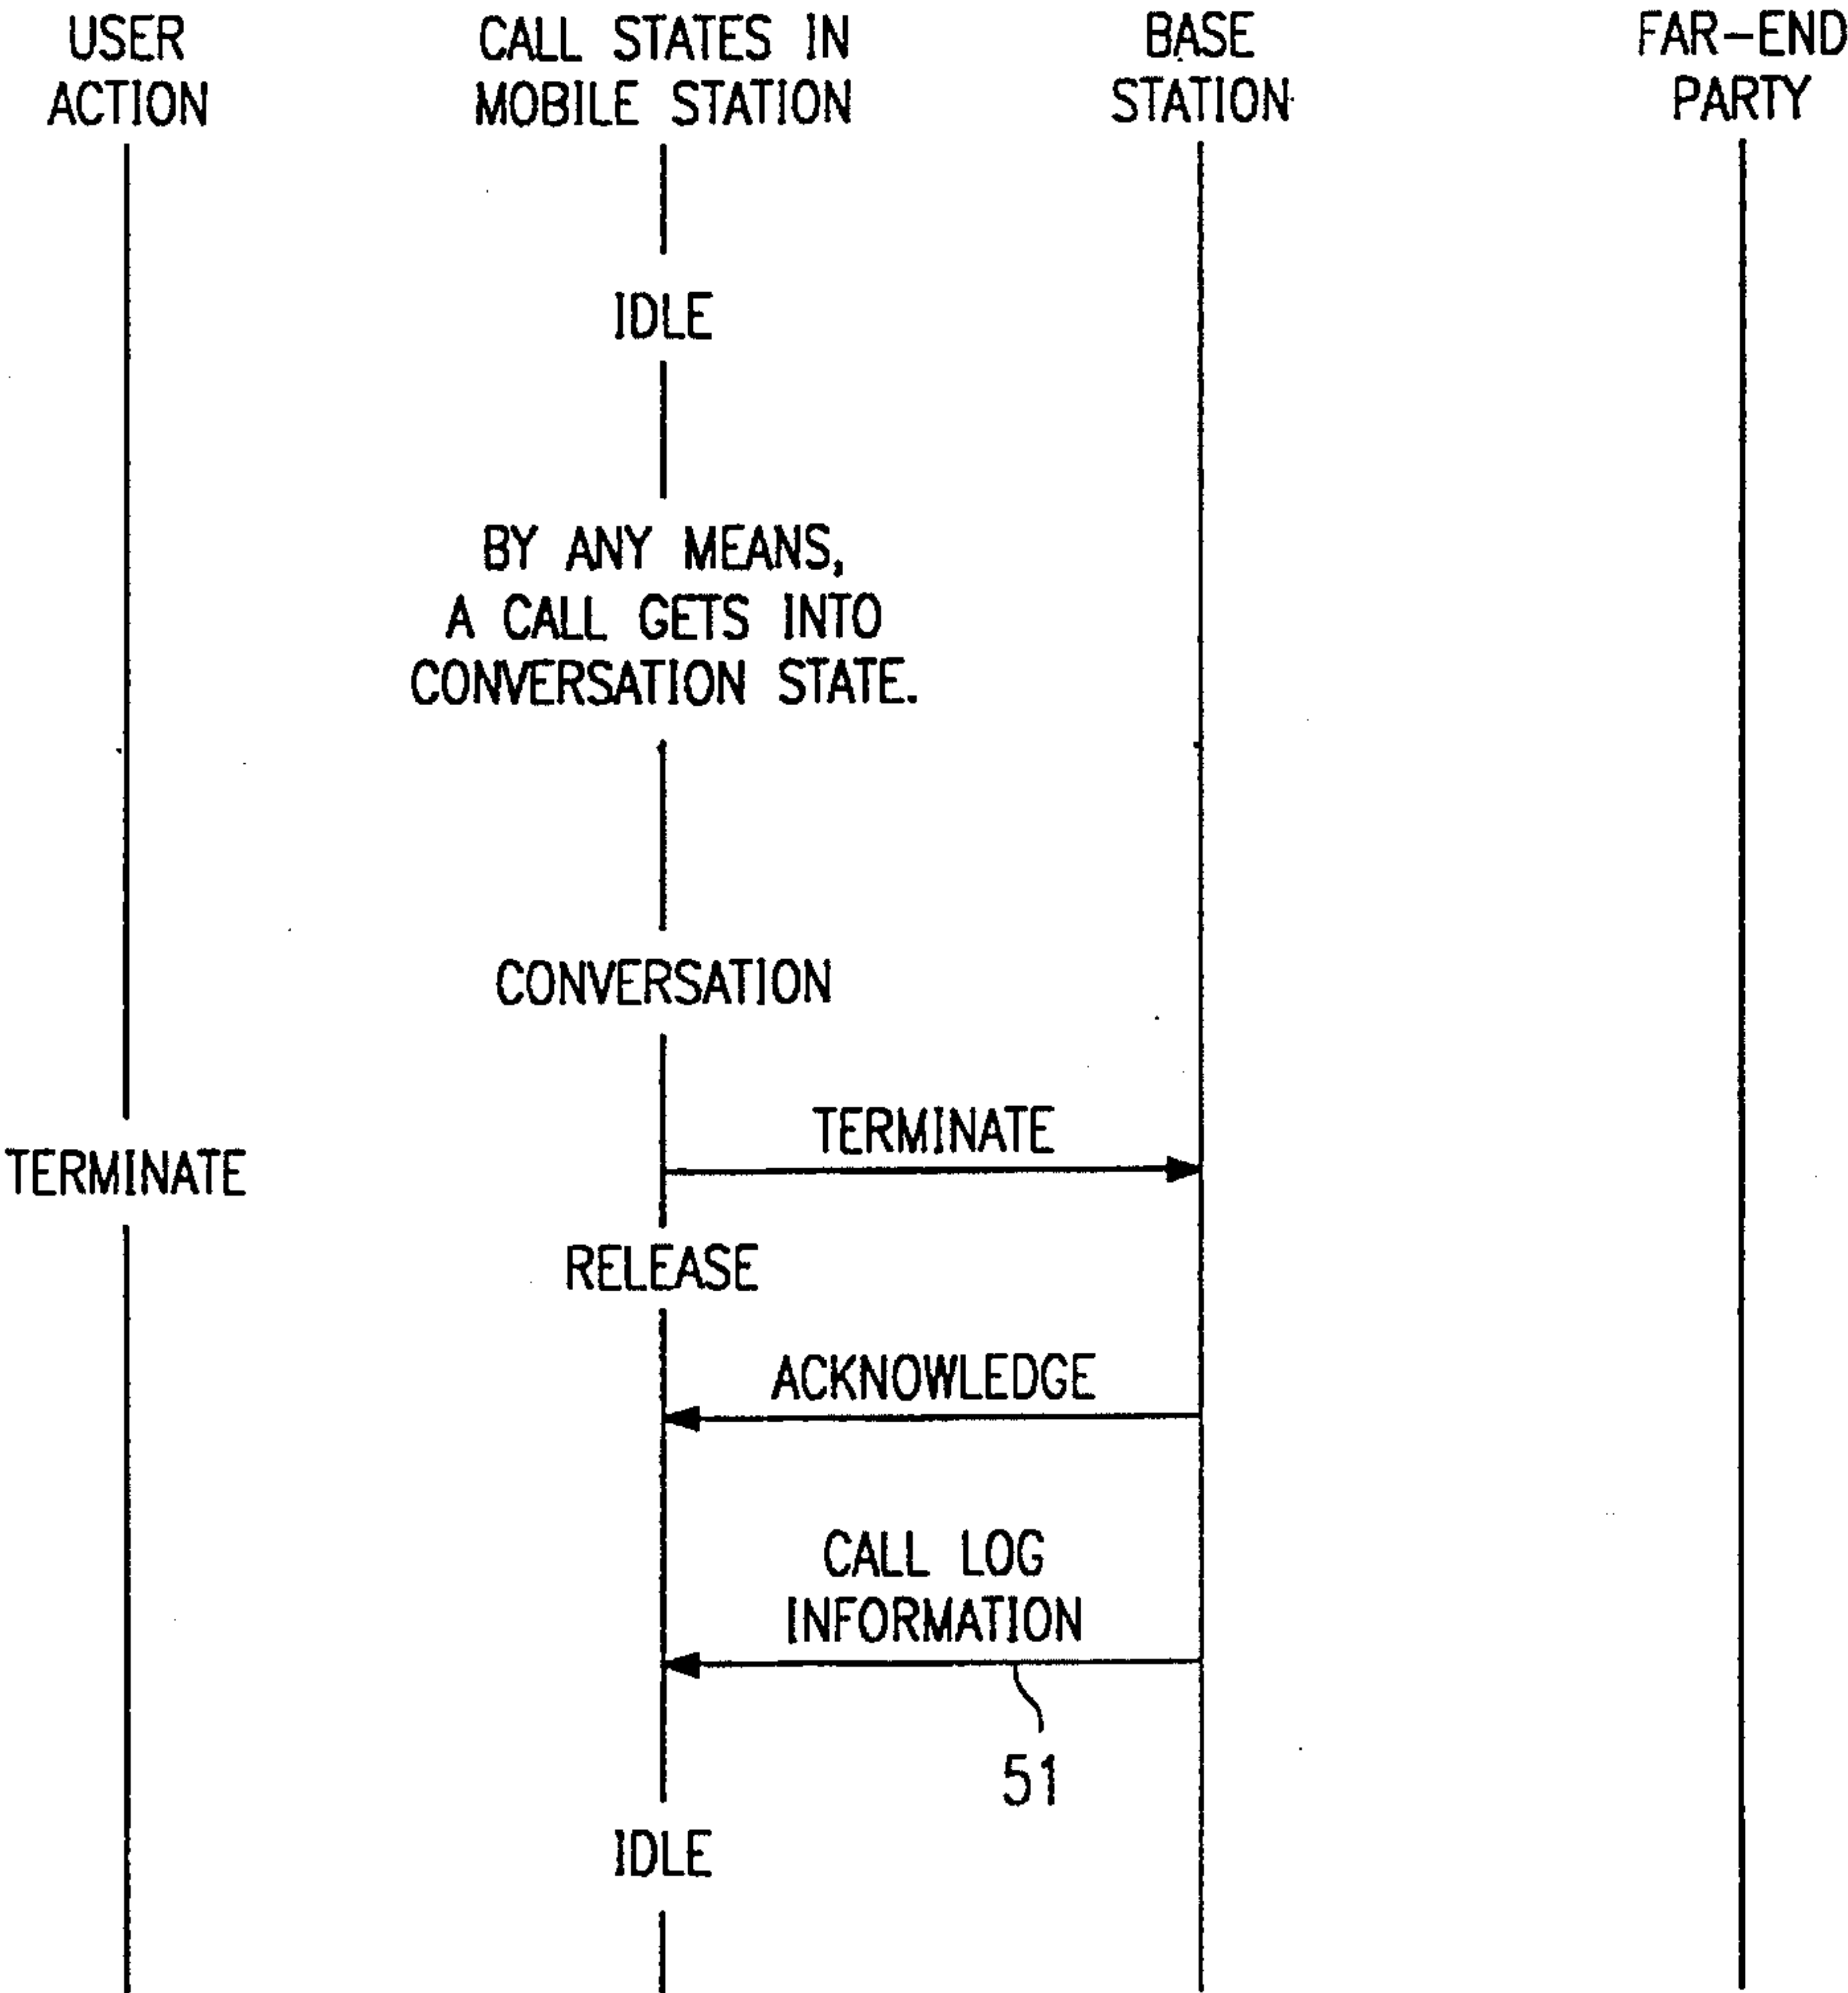 USER
ACTION
CALL STATES IN
MOBILE STATION
BASE
STATION
FAR-END
PARTY
IDLE
BY ANY MEANS,
A CALL GETS INTO
CONVERSATION STATE.
CONVERSATION
TERMINATE
TERMINATE
RELEASE
ACKNOWLEDGE
CALL LOG
INFORMATION
51
IDLE